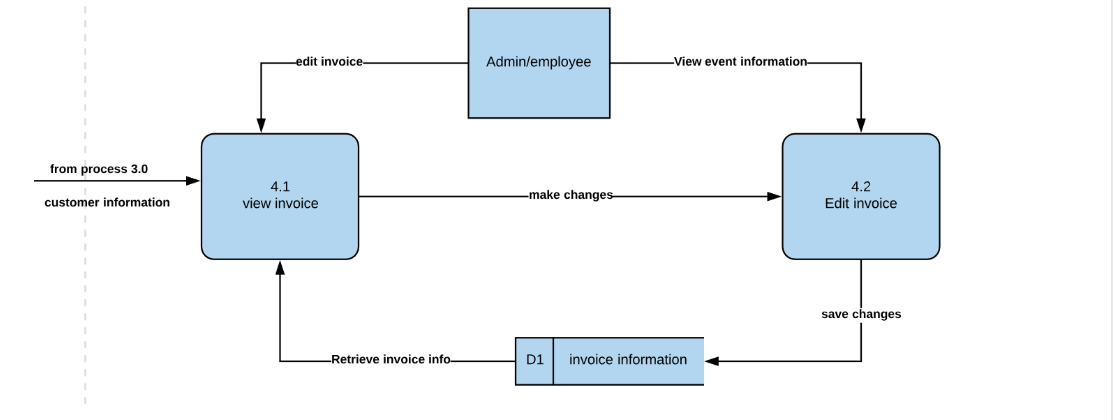 Admin/employee
edit invoice
View event information
from process 3.0
customer information
4.1
view invoice
make changes
4.2
Edit invoice
save changes
Retrieve invoice info
D1
invoice information